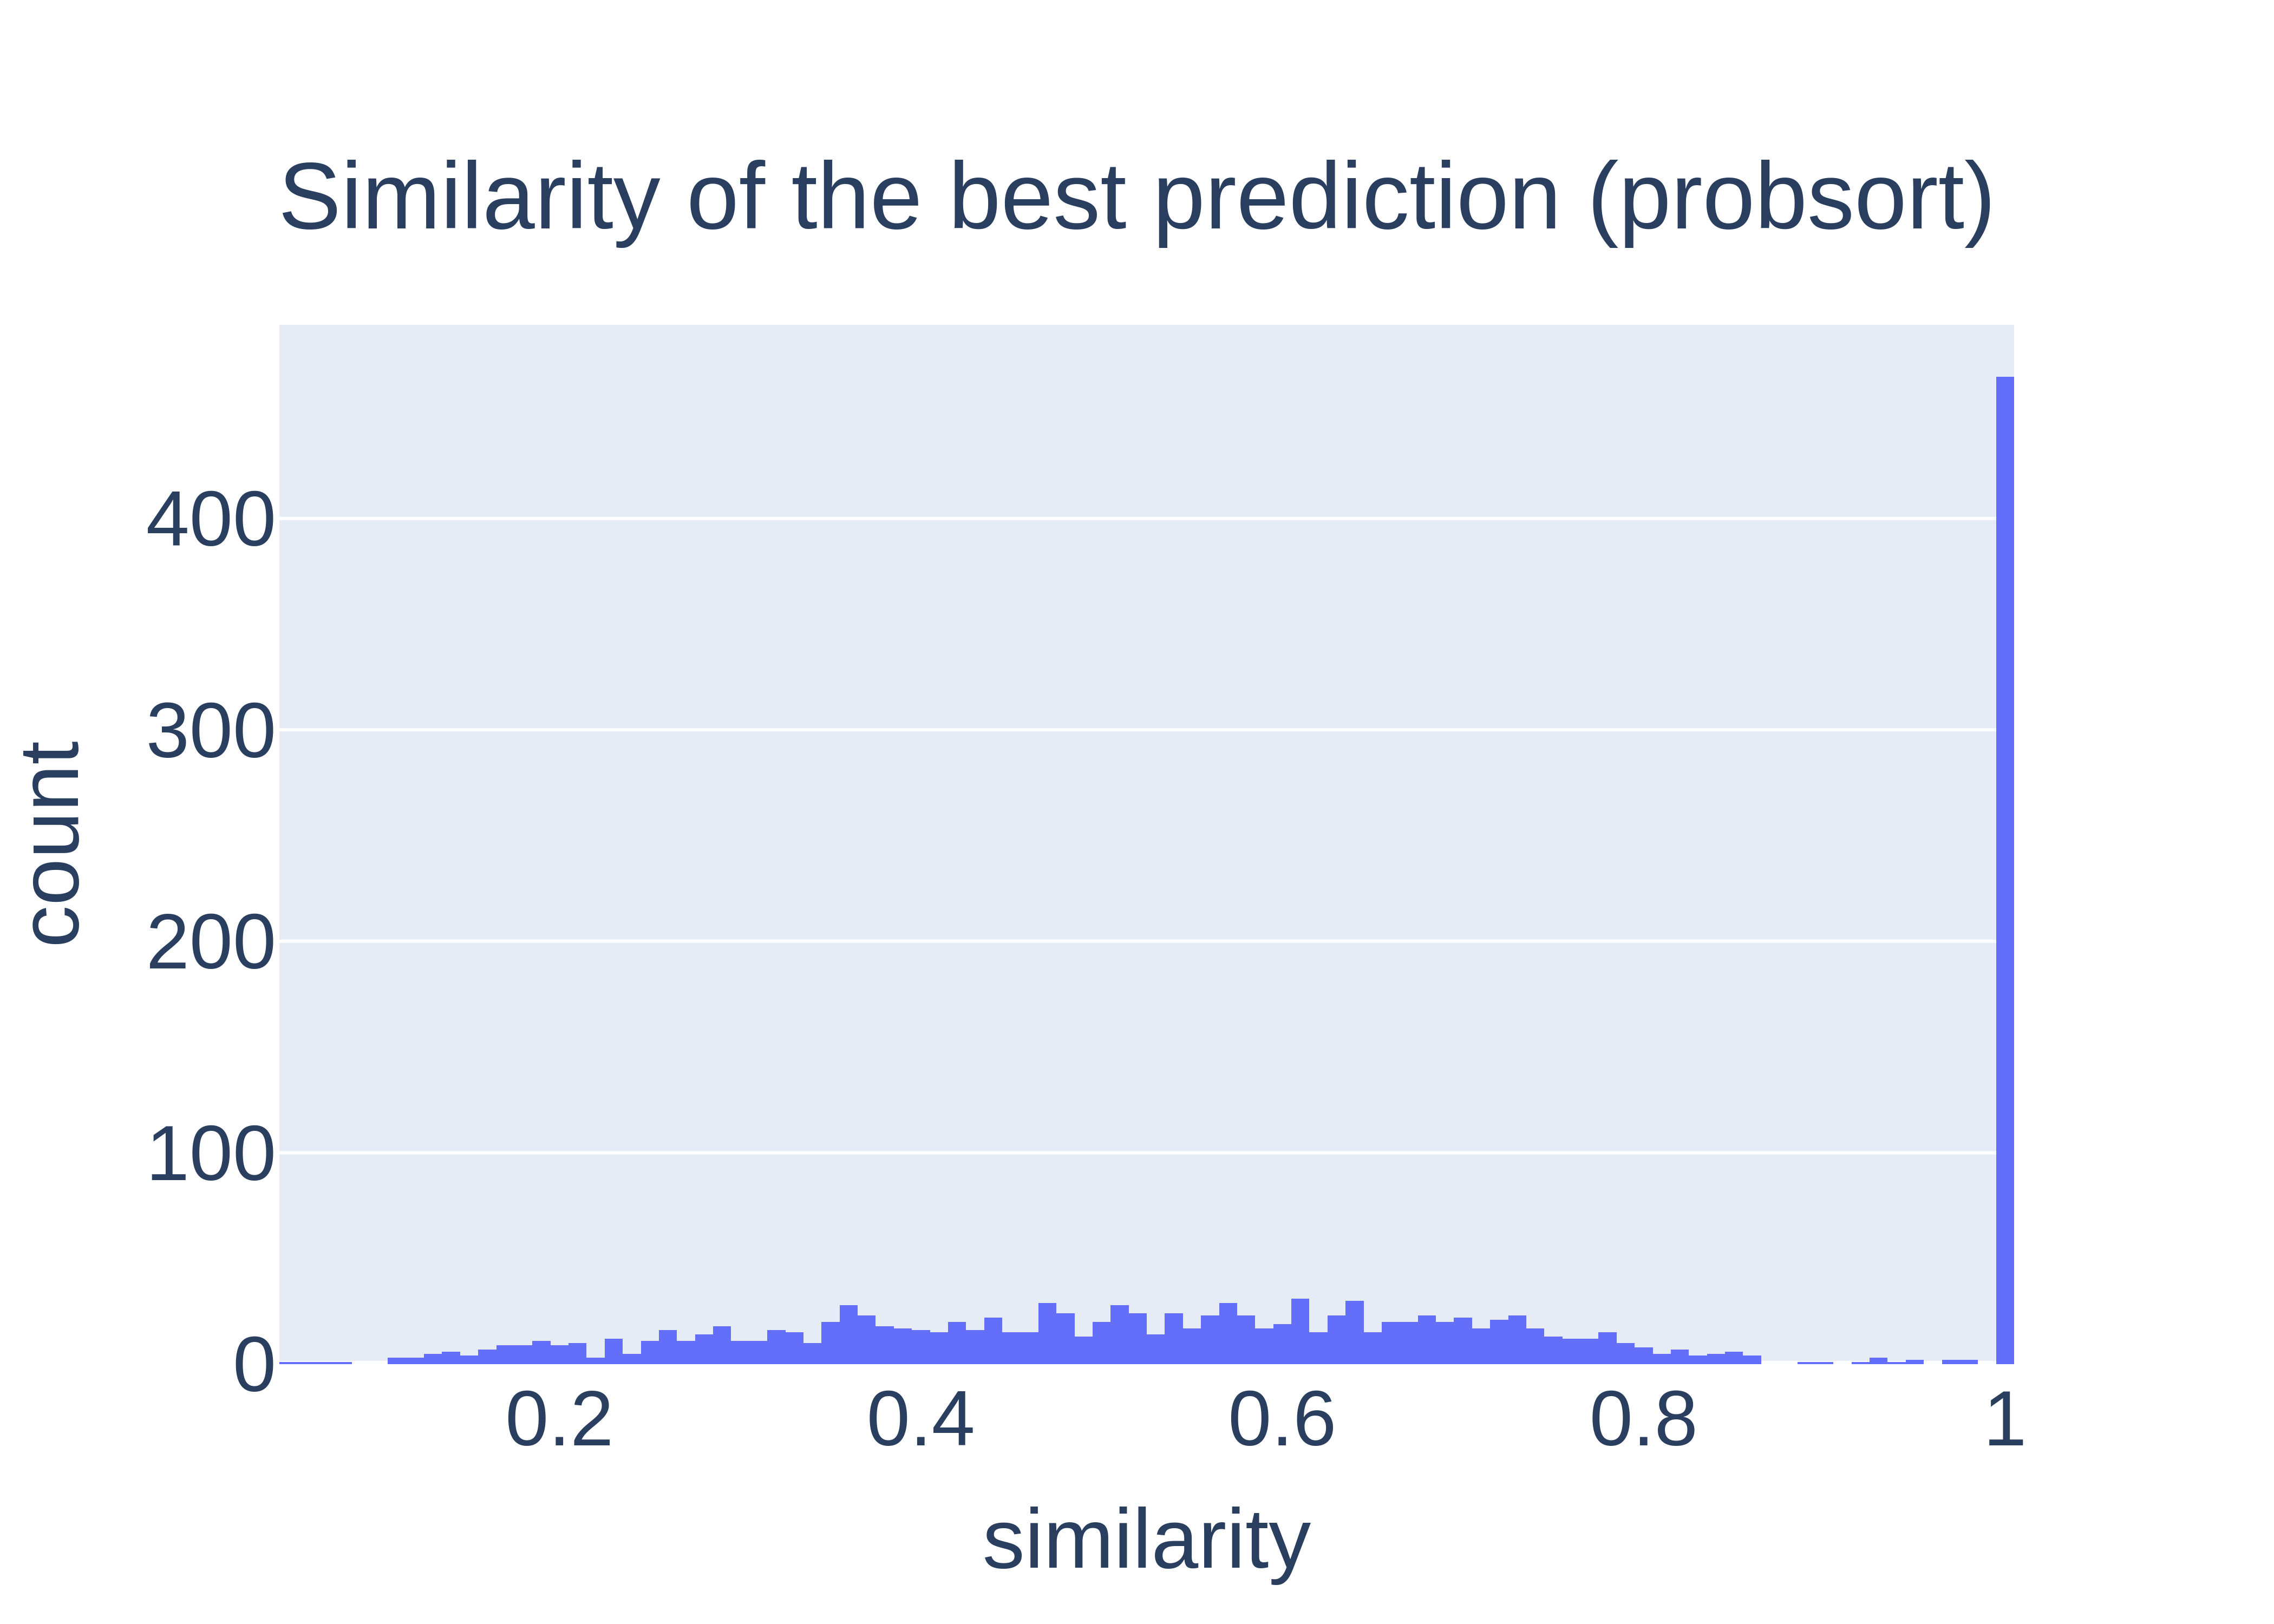 Similarity of the best prediction (probsort)
400
300
200
100
0
count
0.2 0.4 0.6 0.8 1
similarity